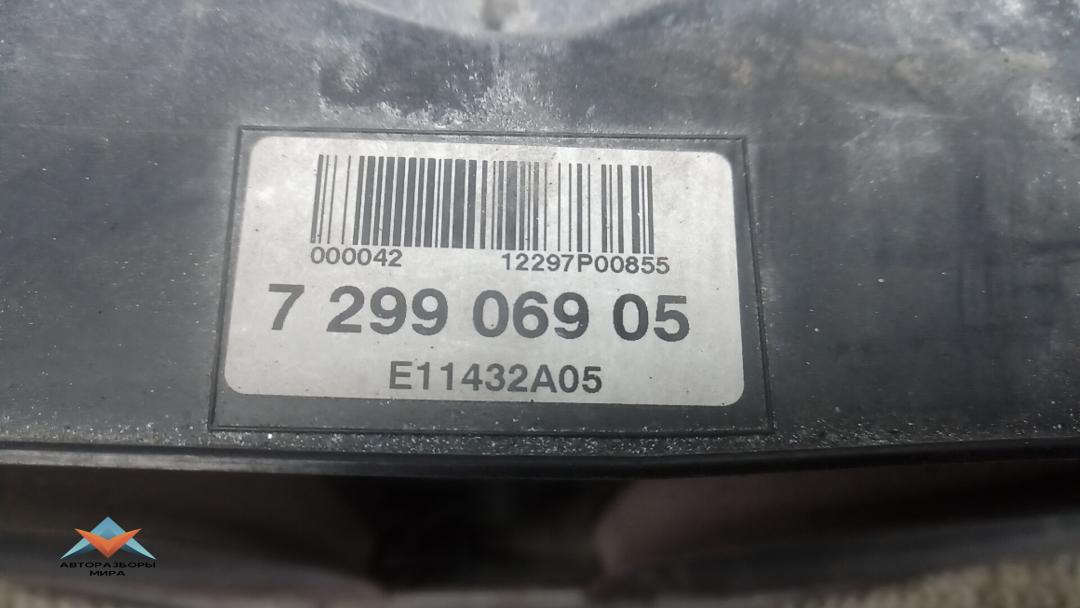 000042 12297P00855
7 299 069 05
E11432A05
АВТОРАЗБОРЫ
МИРА